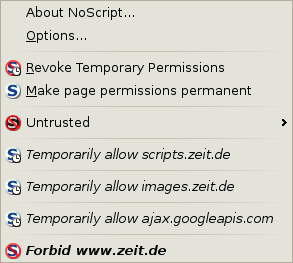 About NoScript...
Options...
Revoke Temporary Permissions
Make page permissions permanent
Untrusted
Temporarily allow scripts.zeit.de
Temporarily allow images.zeit.de
Temporarily allow ajax.googleapis.com
Forbid www.zeit.de